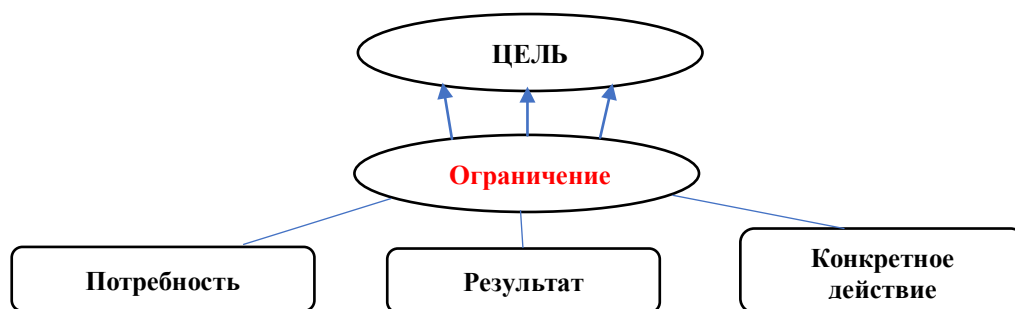 ЦЕЛЬ
Ограничение
Потребность
Результат
Конкретное
действие